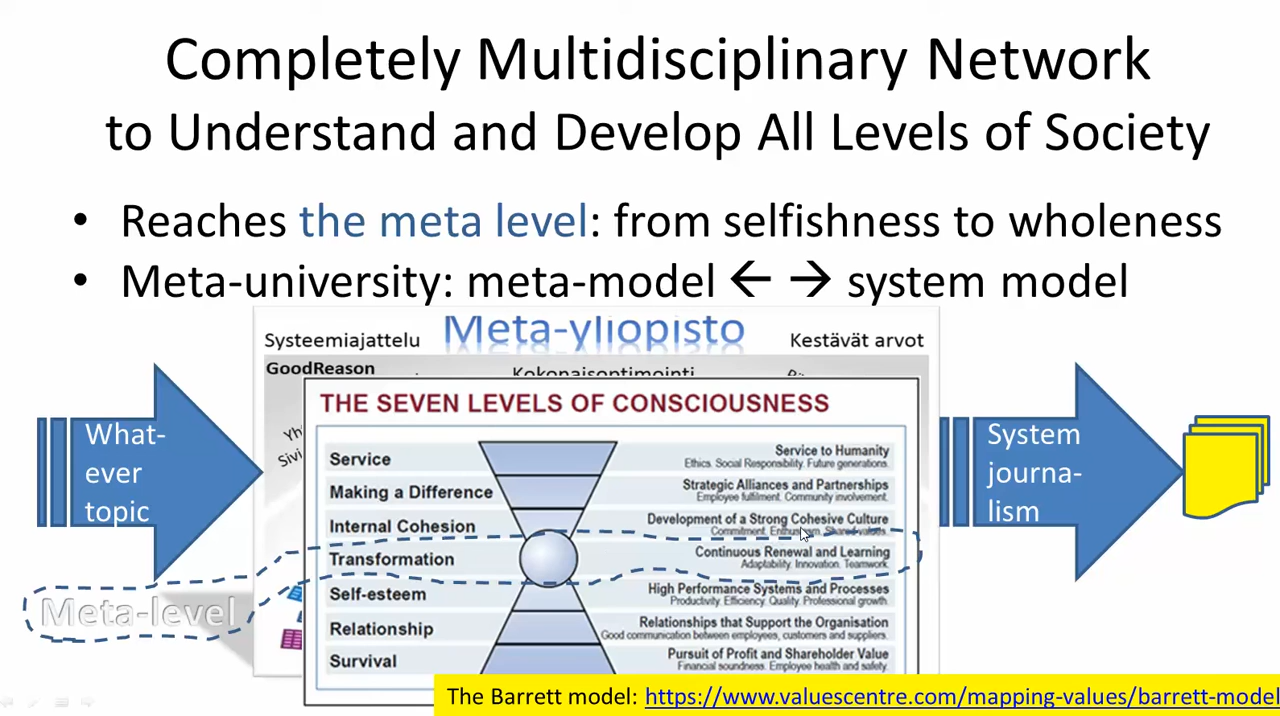 Completely Multidisciplinary Network
to Understand and Develop All Levels of Society
• Reaches the meta level: from selfishness to wholeness
• Meta-university: meta-model ← → system model
Systeemiajattelu
Meta-yliopisto
Kestävät arvot
GoodReason
Kokonaisoptimointi
What-
ever
topic
THE SEVEN LEVELS OF CONSCIOUSNESS
Service
Service to Humanity
Ethics. Social Responsibility. Future generations.
Making a Difference
Strategic Alliances and Partnerships
Employee fulfilment. Community involvement.
Internal Cohesion
Development of a Strong Cohesive Culture
Commitment. Enthusiasm. Shared values.
Transformation
Continuous Renewal and Learning
Adaptability. Innovation. Teamwork.
Self-esteem
High Performance Systems and Processes
Productivity. Efficiency. Quality. Professional growth.
Relationship
Relationships that Support the Organisation
Good communication between employees, customers and suppliers.
Survival
Pursuit of Profit and Shareholder Value
Financial soundness. Employee health and safety.
System
journa-
lism
Meta-level
The Barrett model: https://www.valuescentre.com/mapping-values/barrett-model